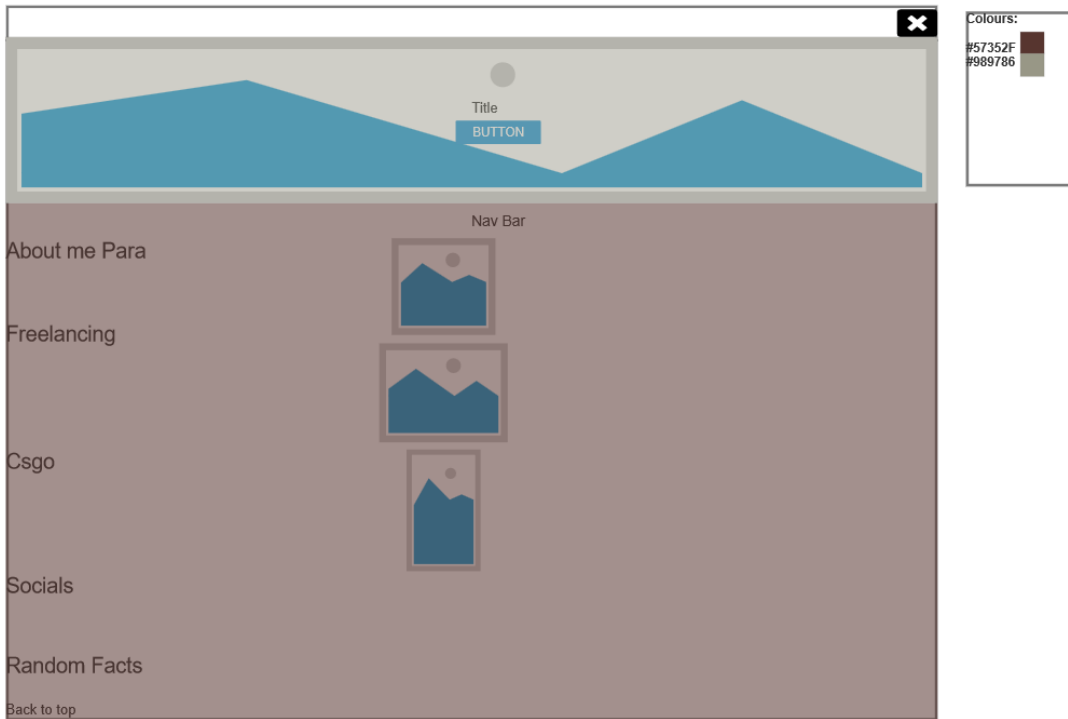 Colours:
#57352F
#989786
Title
BUTTON
Nav Bar
About me Para
Freelancing
Csgo
Socials
Random Facts
Back to top